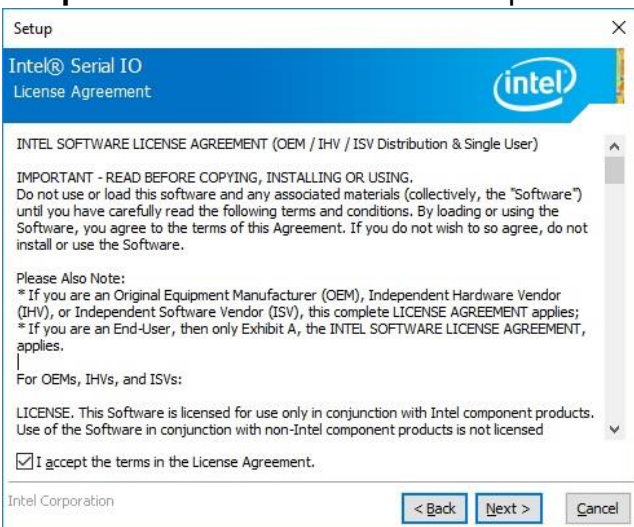 Setup
Intel® Serial IO
License Agreement
intel
INTEL SOFTWARE LICENSE AGREEMENT (OEM / IHV / ISV Distribution & Single User)
IMPORTANT - READ BEFORE COPYING, INSTALLING OR USING.
Do not use or load this software and any associated materials (collectively, the "Software")
until you have carefully read the following terms and conditions. By loading or using the
Software, you agree to the terms of this Agreement. If you do not wish to so agree, do not
install or use the Software.
Please Also Note:
* If you are an Original Equipment Manufacturer (OEM), Independent Hardware Vendor
(IHV), or Independent Software Vendor (ISV), this complete LICENSE AGREEMENT applies;
* If you are an End-User, then only Exhibit A, the INTEL SOFTWARE LICENSE AGREEMENT,
applies.
For OEMs, IHVs, and ISVs:
LICENSE. This Software is licensed for use only in conjunction with Intel component products.
Use of the Software in conjunction with non-Intel component products is not licensed
I accept the terms in the License Agreement.
Intel Corporation
< Back Next > Cancel